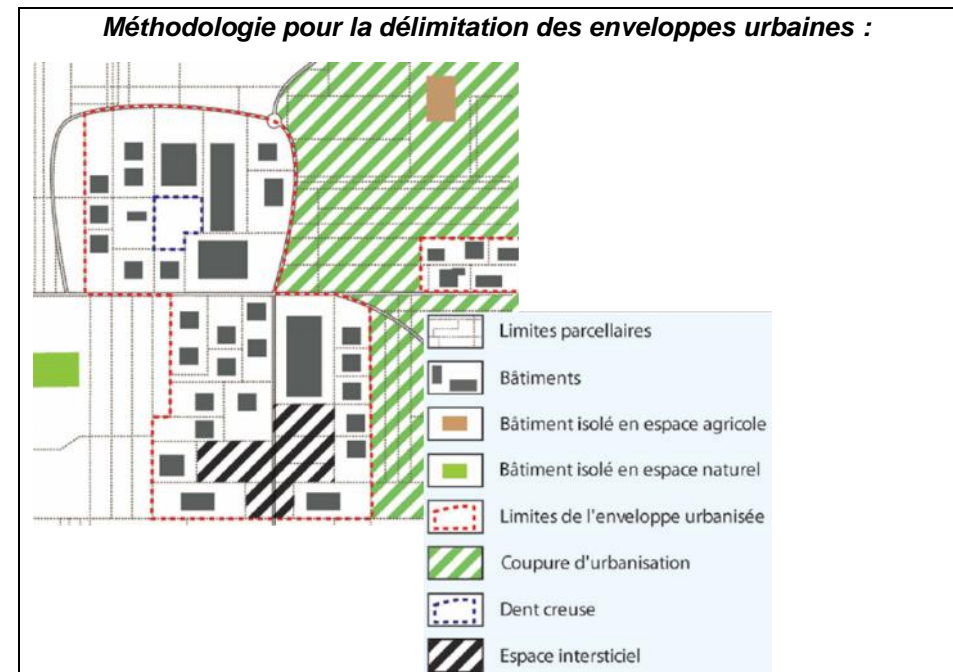 Méthodologie pour la délimitation des enveloppes urbaines :
Limites parcellaires
Bâtiments
Bâtiment isolé en espace agricole
Bâtiment isolé en espace naturel
Limites de l'enveloppe urbanisée
Coupure d'urbanisation
Dent creuse
Espace intersticiel